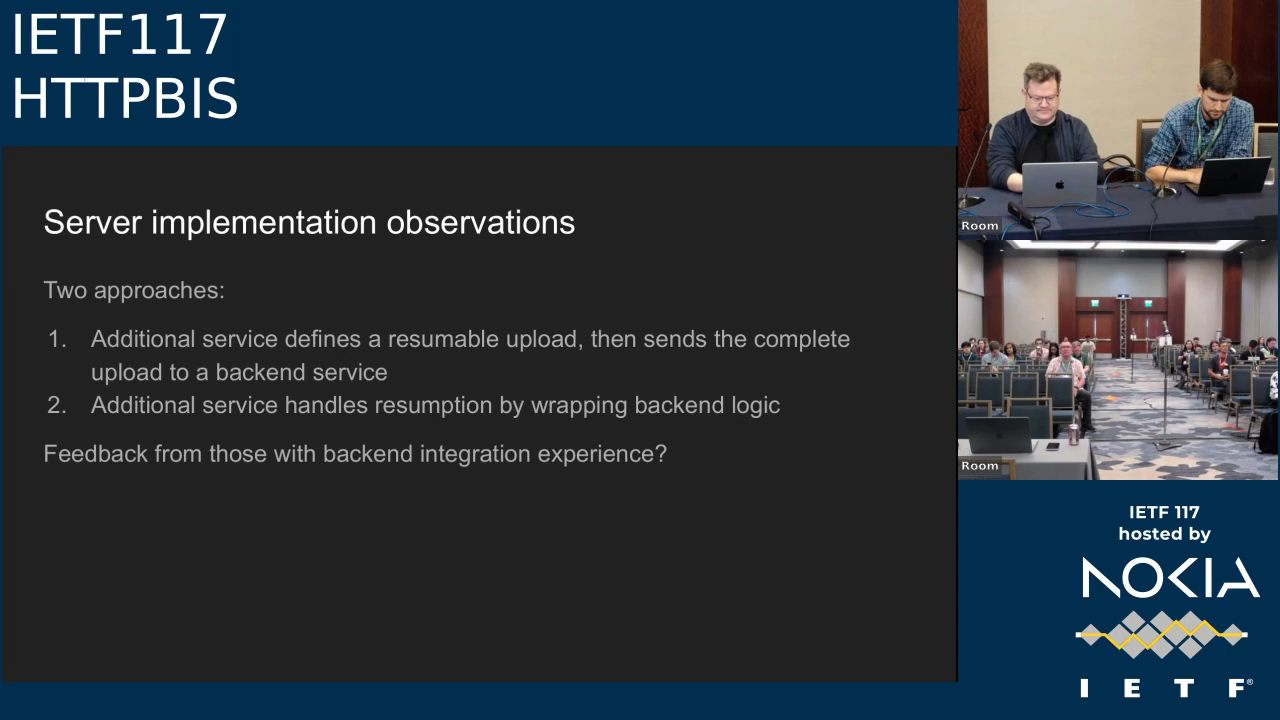 IETF117
HTTPBIS
Server implementation observations
Two approaches:
1. Additional service defines a resumable upload, then sends the complete
upload to a backend service
2. Additional service handles resumption by wrapping backend logic
Feedback from those with backend integration experience?
Room
Room
IETF 117
hosted by
NOKIA
I E T F®